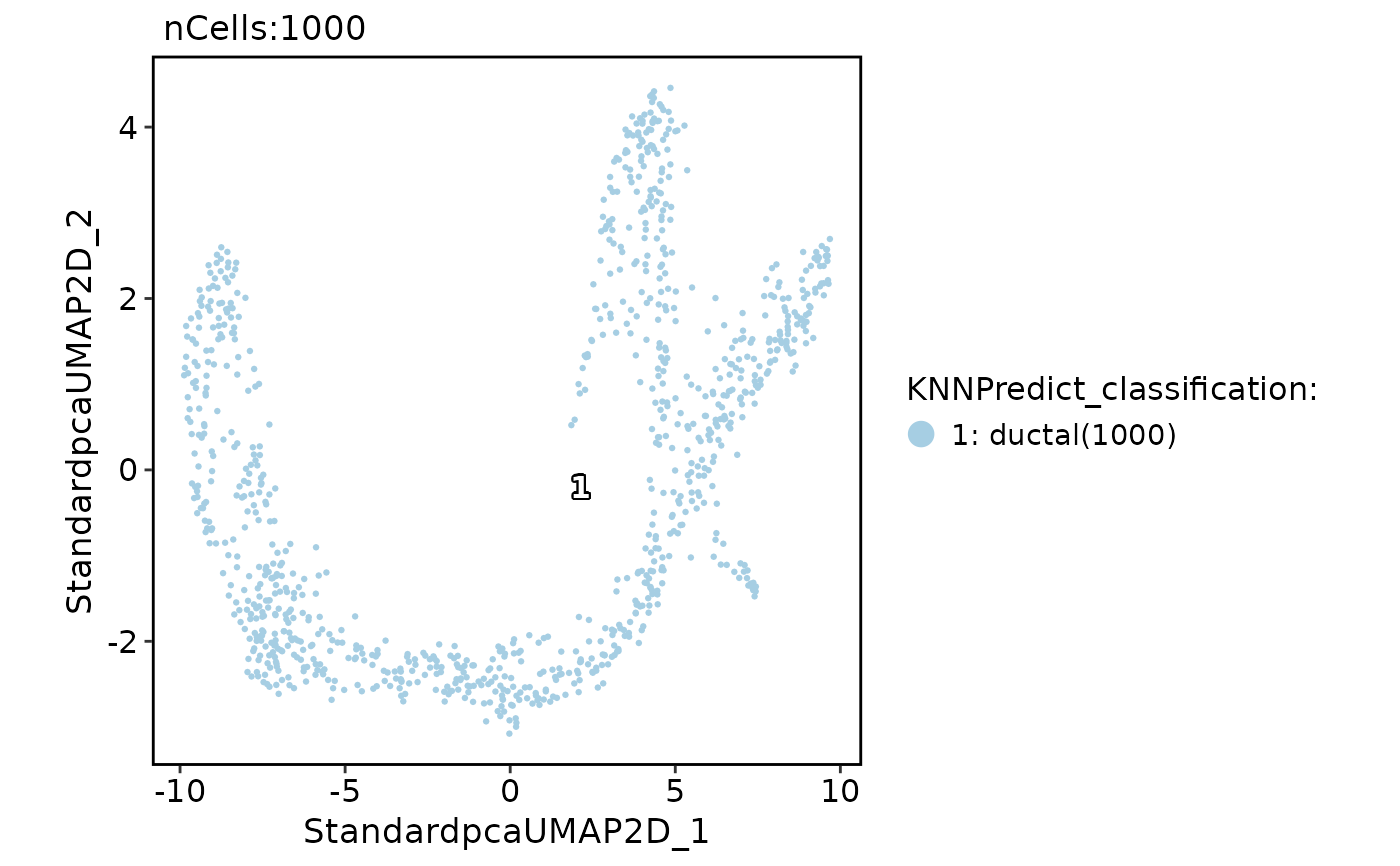 nCells:1000
StandardpcaUMAP2D_2
4
2
0
-2
1
-10
-5
0
5
10
StandardpcaUMAP2D_1
KNNPredict_classification:
1: ductal(1000)